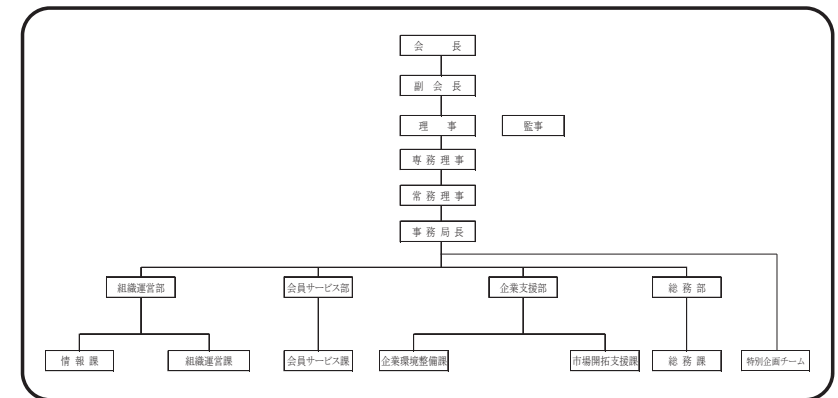 会長
副会長
理事
監事
専務理事
常務理事
事務局長
組織運営部
会員サービス部
企業支援部
総務部
情報課
組織運営課
会員サービス課
企業環境整備課
市場開拓支援課
総務課
特別企画チーム